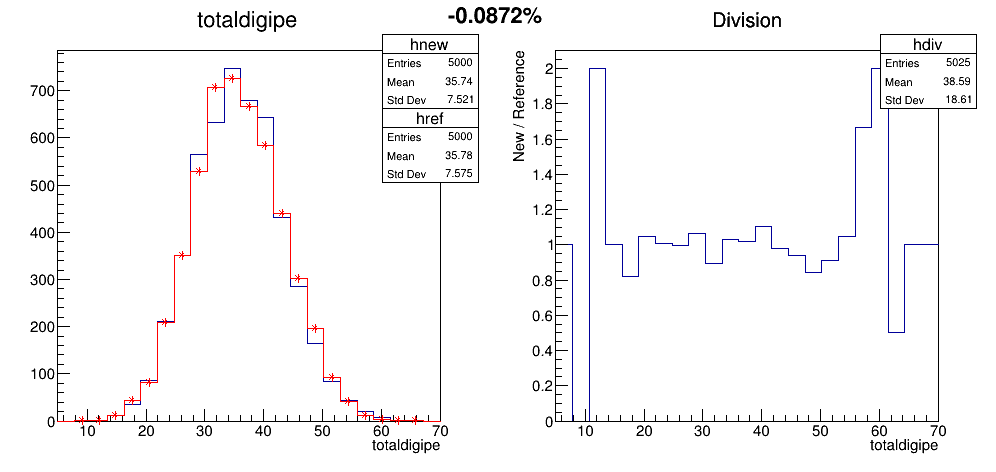 totaldigipe
-0.0872%
Division
hnew
Entries 5000
Mean 35.74
Std Dev 7.521
href
Entries 5000
Mean 35.78
Std Dev 7.575
700
600
500
400
300
200
100
0
10 20 30 40 50 60 70
totaldigipe
hdiv
Entries 5025
Mean 38.59
Std Dev 18.61
New / Reference
2
1.8
1.6
1.4
1.2
1
0.8
0.6
0.4
0.2
0
10 20 30 40 50 60 70
totaldigipe